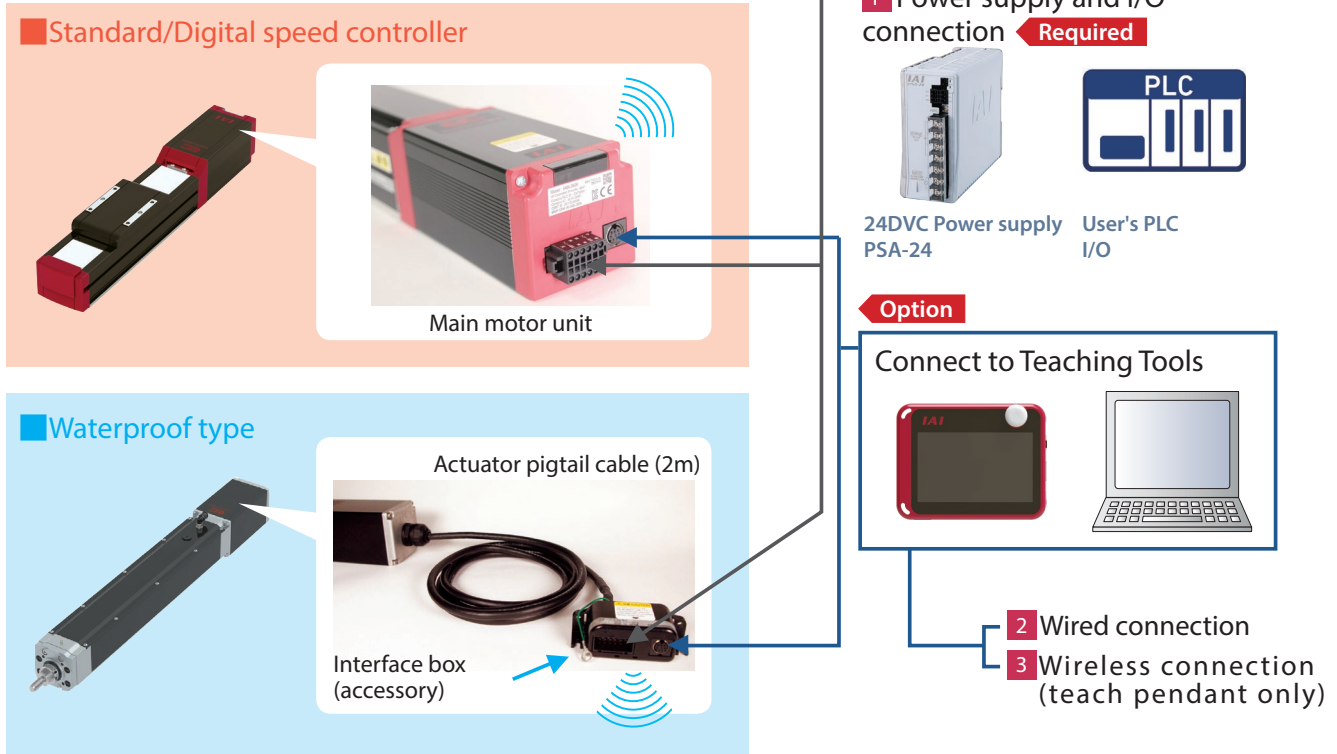 ■Standard/Digital speed controller
Main motor unit
■Waterproof type
Actuator pigtail cable (2m)
Interface box
(accessory)
1 Power supply and I/O
connection Required
IAI
PLC
24DVC Power supply
PSA-24
User's PLC
I/O
Option
Connect to Teaching Tools
IAI
2 Wired connection
3 Wireless connection
(teach pendant only)